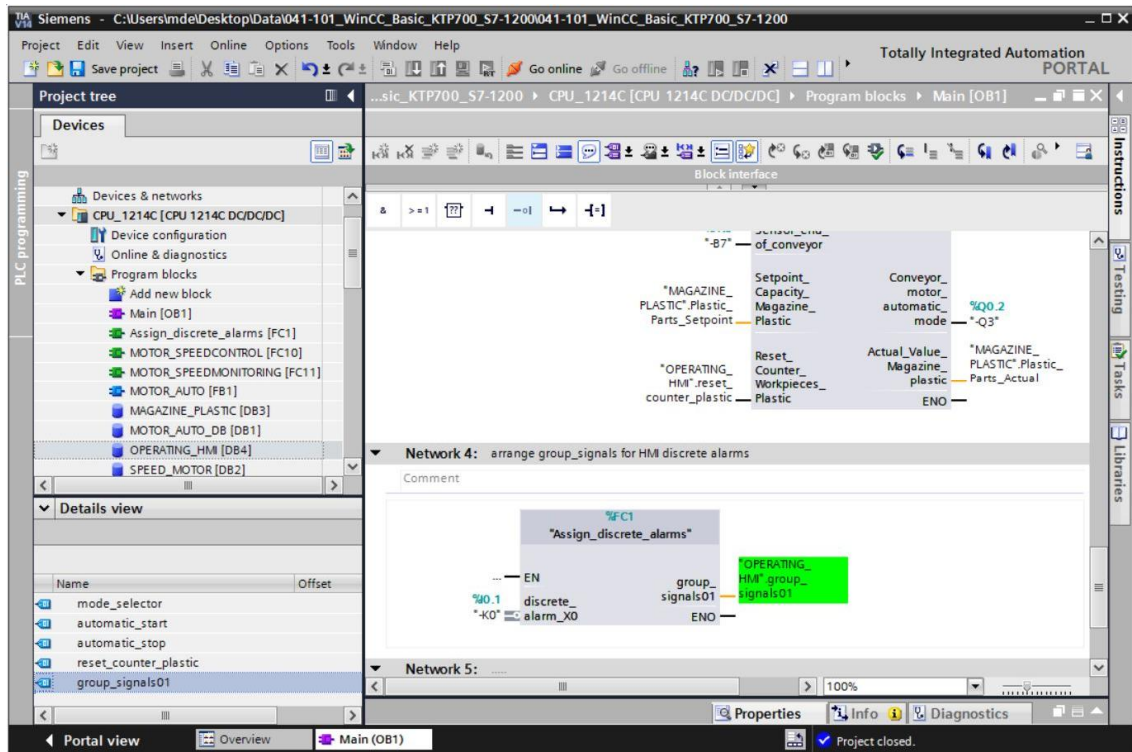 TIA
V14
Siemens - C:\Users\mde\Desktop\Data\041-101_WinCC_Basic_KTP700_S7-1200\041-101_WinCC_Basic_KTP700_S7-1200
Project Edit View Insert Online Options Tools Window Help
Totally Integrated Automation
PORTAL
Save project
Go online
Go offline
Project tree
...sic_KTP700_S7-1200 ▸ CPU_1214C [CPU 1214C DC/DC/DC] ▸ Program blocks ▸ Main [OB1]
Devices
PLC programming
Devices & networks
CPU_1214C [CPU 1214C DC/DC/DC]
Device configuration
Online & diagnostics
Program blocks
Add new block
Main [OB1]
Assign_discrete_alarms [FC1]
MOTOR_SPEEDCONTROL [FC10]
MOTOR_SPEEDMONITORING [FC11]
MOTOR_AUTO [FB1]
MAGAZINE_PLASTIC [DB3]
MOTOR_AUTO_DB [DB1]
OPERATING_HMI [DB4]
SPEED_MOTOR [DB2]
Details view
Name Offset
mode_selector
automatic_start
automatic_stop
reset_counter_plastic
group_signals01
Block interface
& >=1 ??
"-B7"
of_conveyor
"MAGAZINE_
PLASTIC".Plastic_
Parts_Setpoint
Setpoint_
Capacity_
Magazine_
Plastic
Conveyor_
motor_
automatic_
mode
%Q0.2
"-Q3"
"OPERATING_
HMI".reset_
counter_plastic
Reset_
Counter_
Workpieces_
Plastic
Actual_Value_
Magazine_
plastic
"MAGAZINE_
PLASTIC".Plastic_
Parts_Actual
ENO
Network 4: arrange group_signals for HMI discrete alarms
Comment
%FC1
"Assign_discrete_alarms"
... EN
%I0.1
"-K0"
discrete_
alarm_X0
group_
signals01
"OPERATING_
HMI".group_
signals01
ENO
Network 5: .....
100%
Properties
Info
Diagnostics
Instructions
Testing
Tasks
Libraries
Portal view
Overview
Main (OB1)
Project closed.